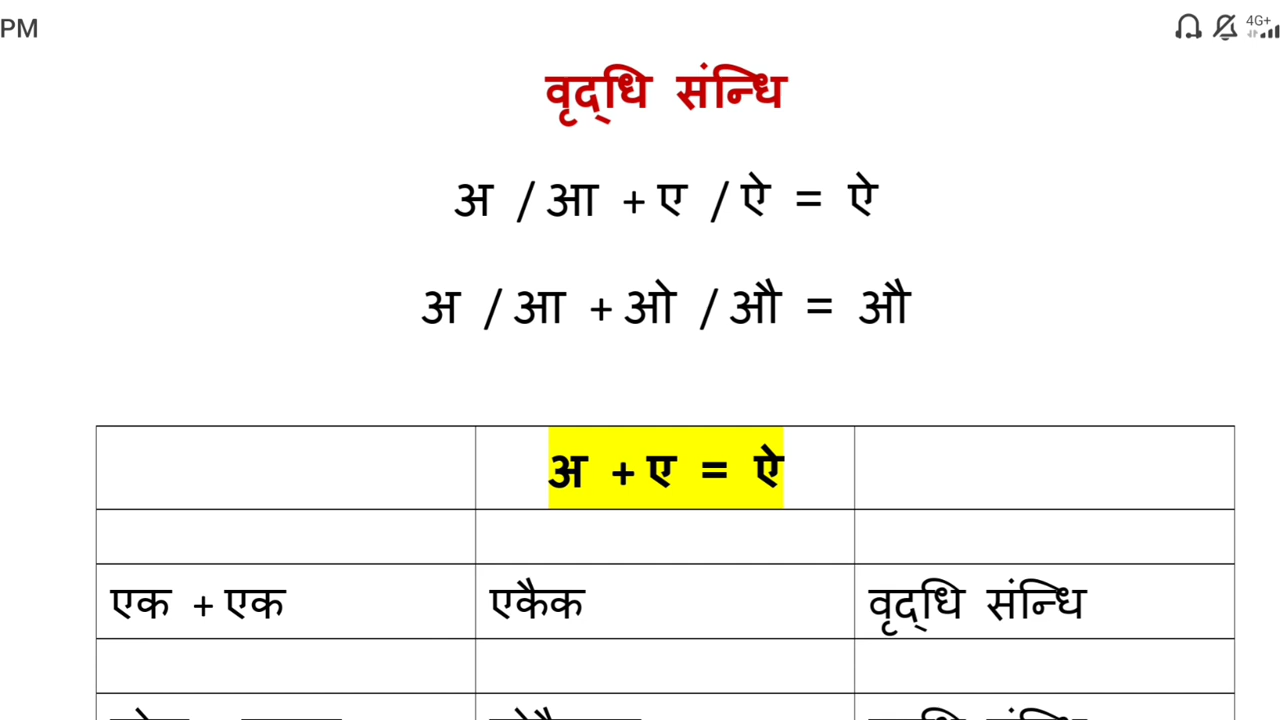 PM 4G+
वृद्‌धि संन्धि
अ / आ + ए / ऐ = ऐ
अ / आ + ओ / औ = औ
अ + ए = ऐ
एक + एक एकैक वृद्‌धि संन्धि
वृद्‌धि संन्धि